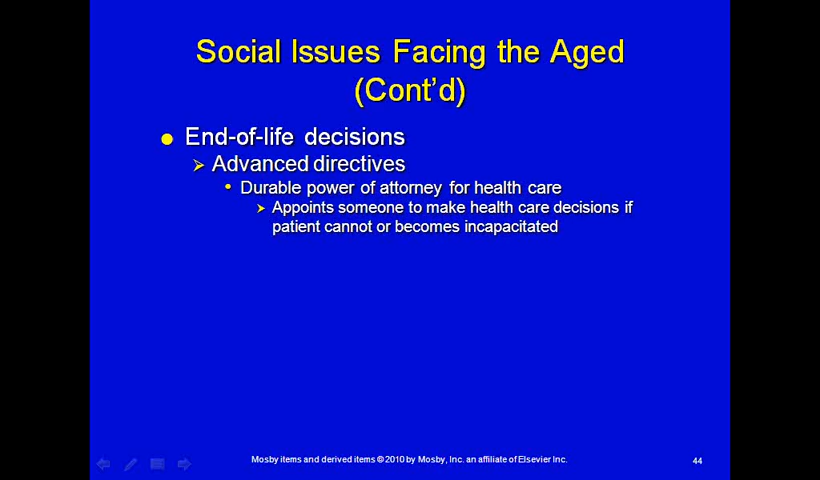 Social Issues Facing the Aged
(Cont'd)
End-of-life decisions
Advanced directives
Durable power of attorney for health care
Appoints someone to make health care decisions if
patient cannot or becomes incapacitated
Mosby items and derived items © 2010 by Mosby, Inc. an affiliate of Elsevier Inc.
44